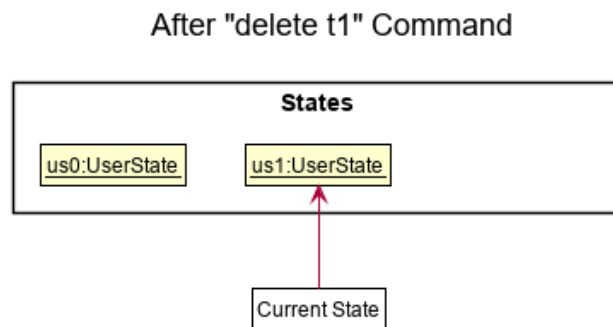 After "delete t1" Command
States
us0:UserState
us1:UserState
Current State